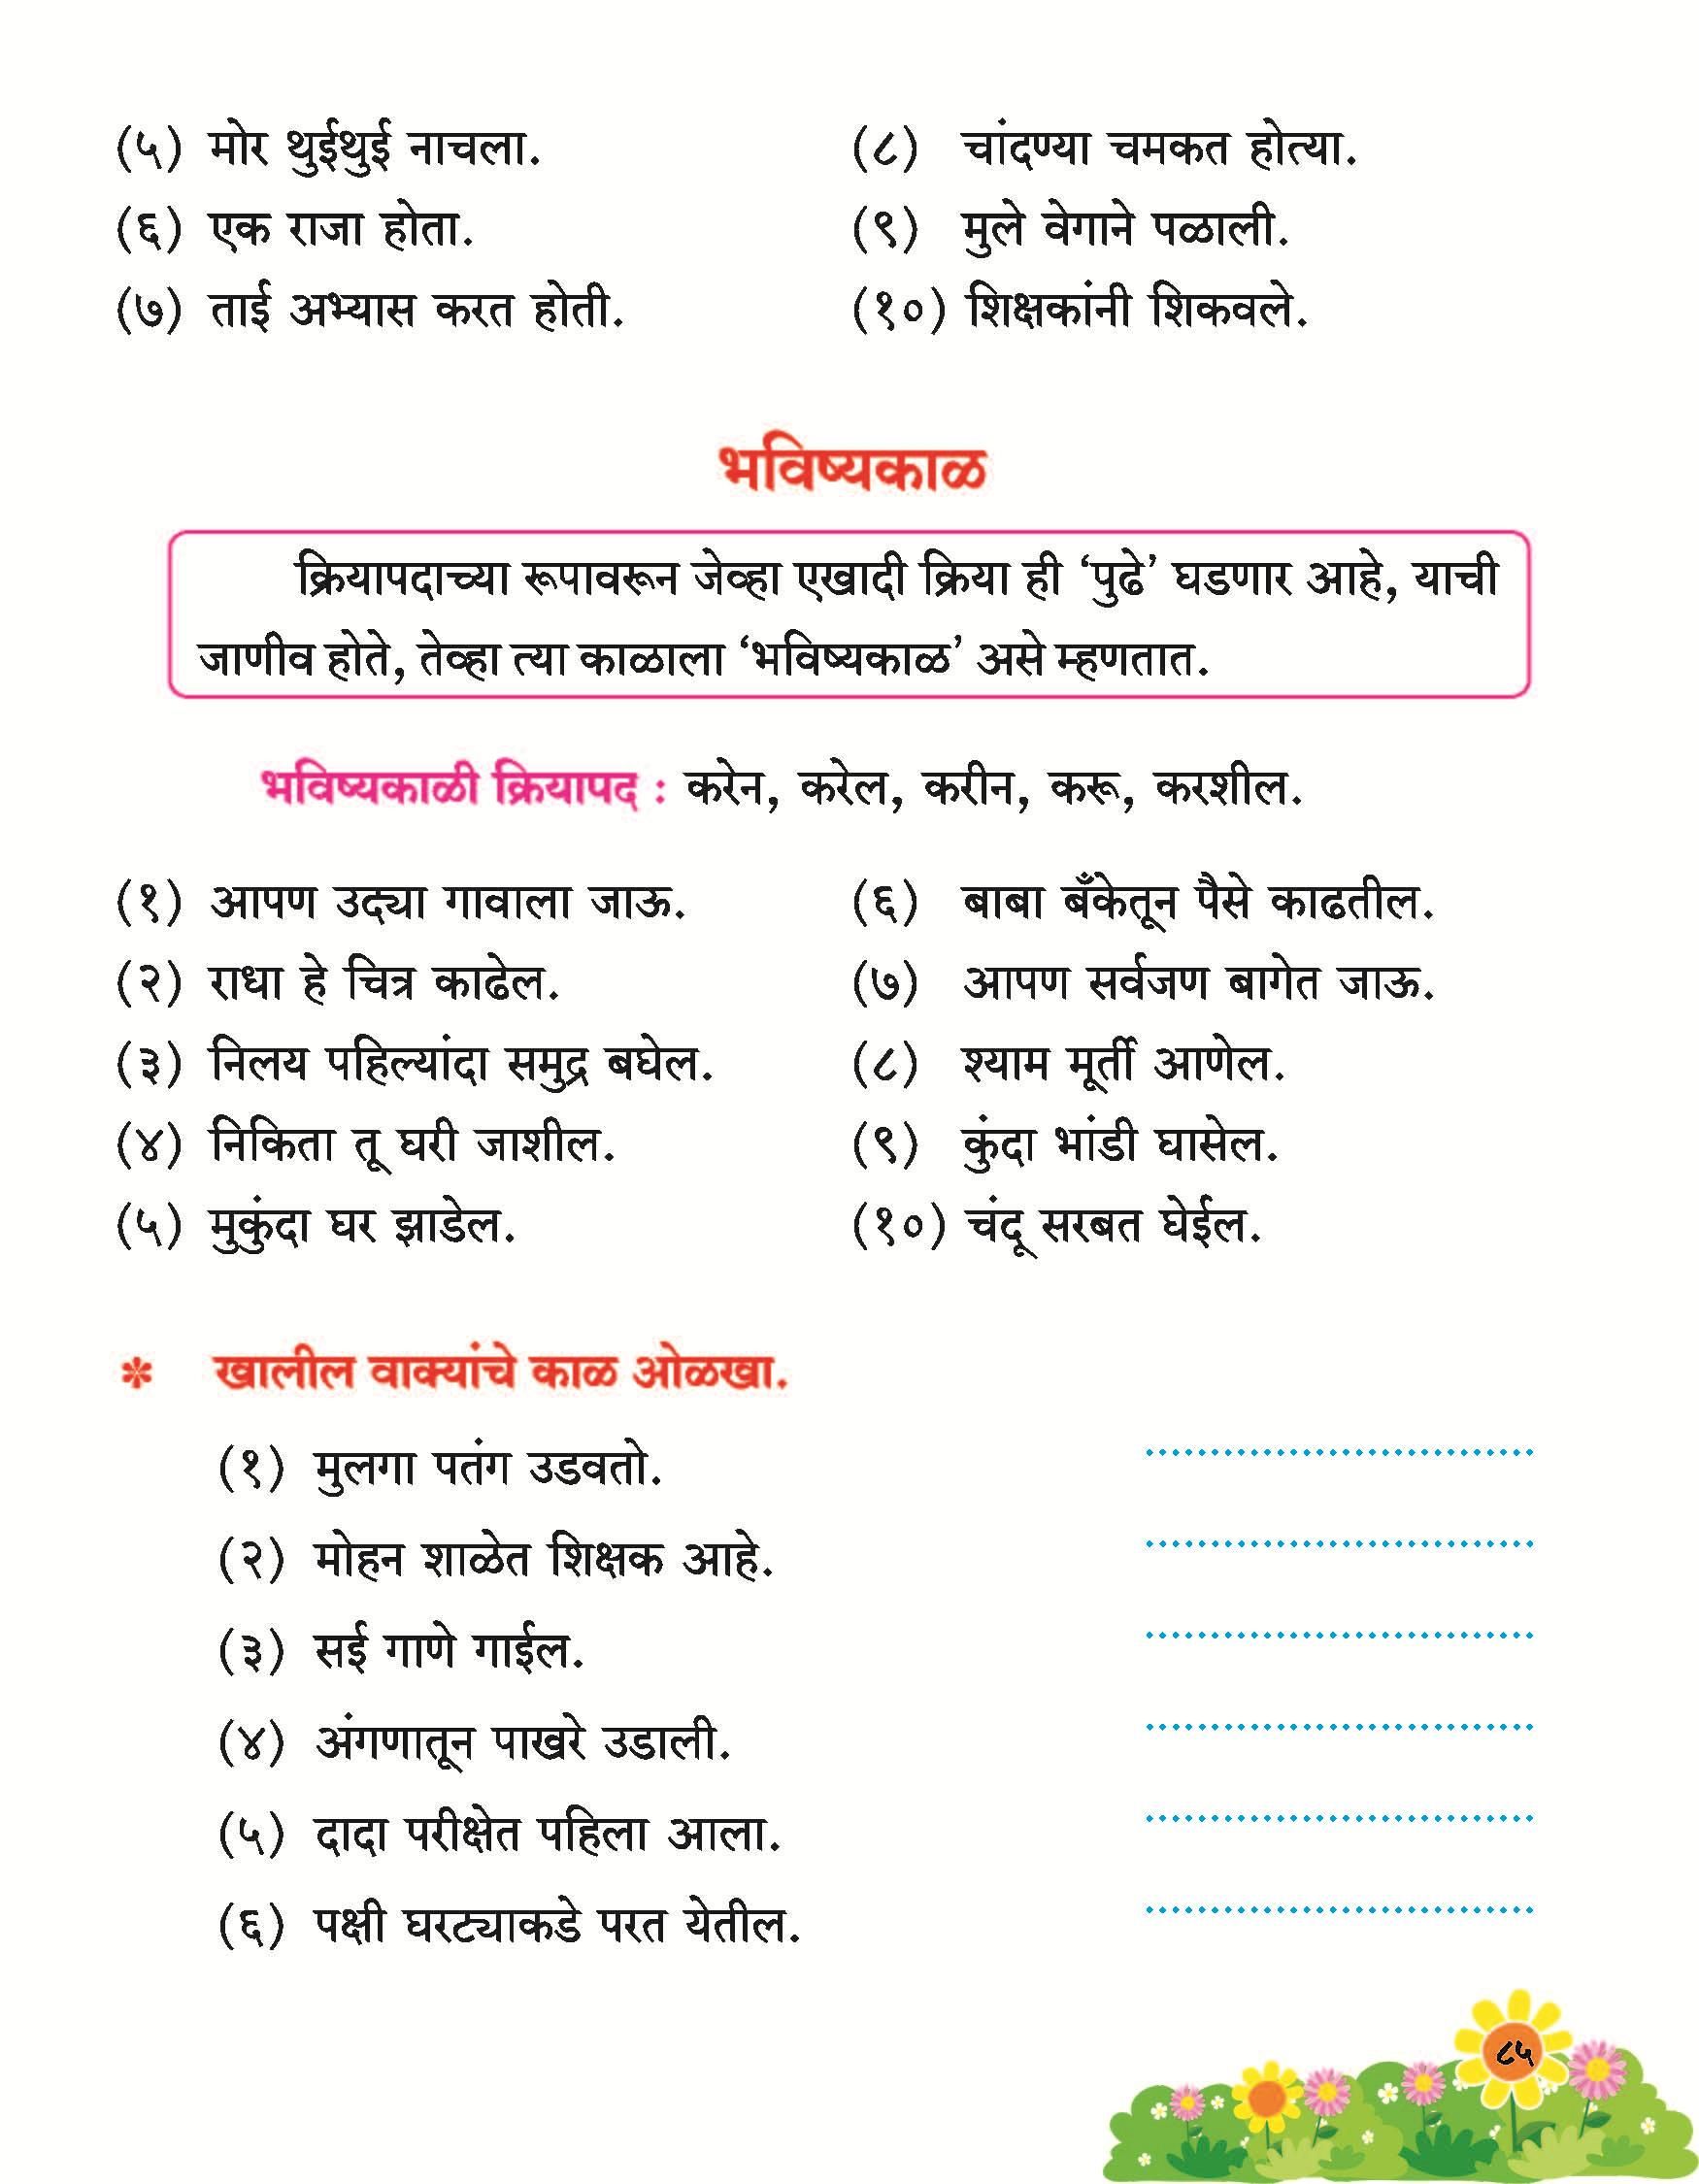 (५) मोर थुईथुई नाचला.
(६) एक राजा होता.
(७) ताई अभ्यास करत होती.
(८) चांदण्या चमकत होत्या.
(९) मुले वेगाने पळाली.
(१०) शिक्षकांनी शिकवले.
भविष्यकाळ
क्रियापदाच्या रूपावरून जेव्हा एखादी क्रिया ही ‘पुढे’ घडणार आहे, याची
जाणीव होते, तेव्हा त्या काळाला ‘भविष्यकाळ’ असे म्हणतात.
भविष्यकाळी क्रियापद : करेन, करेल, करीन, करू, करशील.
(१) आपण उद्या गावाला जाऊ.
(२) राधा हे चित्र काढेल.
(३) निलय पहिल्यांदा समुद्र बघेल.
(४) निकिता तू घरी जाशील.
(५) मुकुंदा घर झाडेल.
(६) बाबा बँकेतून पैसे काढतील.
(७) आपण सर्वजण बागेत जाऊ.
(८) श्याम मूर्ती आणेल.
(९) कुंदा भांडी घासेल.
(१०) चंदू सरबत घेईल.
✽ खालील वाक्यांचे काळ ओळखा.
(१) मुलगा पतंग उडवतो. ..............................
(२) मोहन शाळेत शिक्षक आहे. ..............................
(३) सई गाणे गाईल. ..............................
(४) अंगणातून पाखरे उडाली. ..............................
(५) दादा परीक्षेत पहिला आला. ..............................
(६) पक्षी घरट्याकडे परत येतील. ..............................
८५